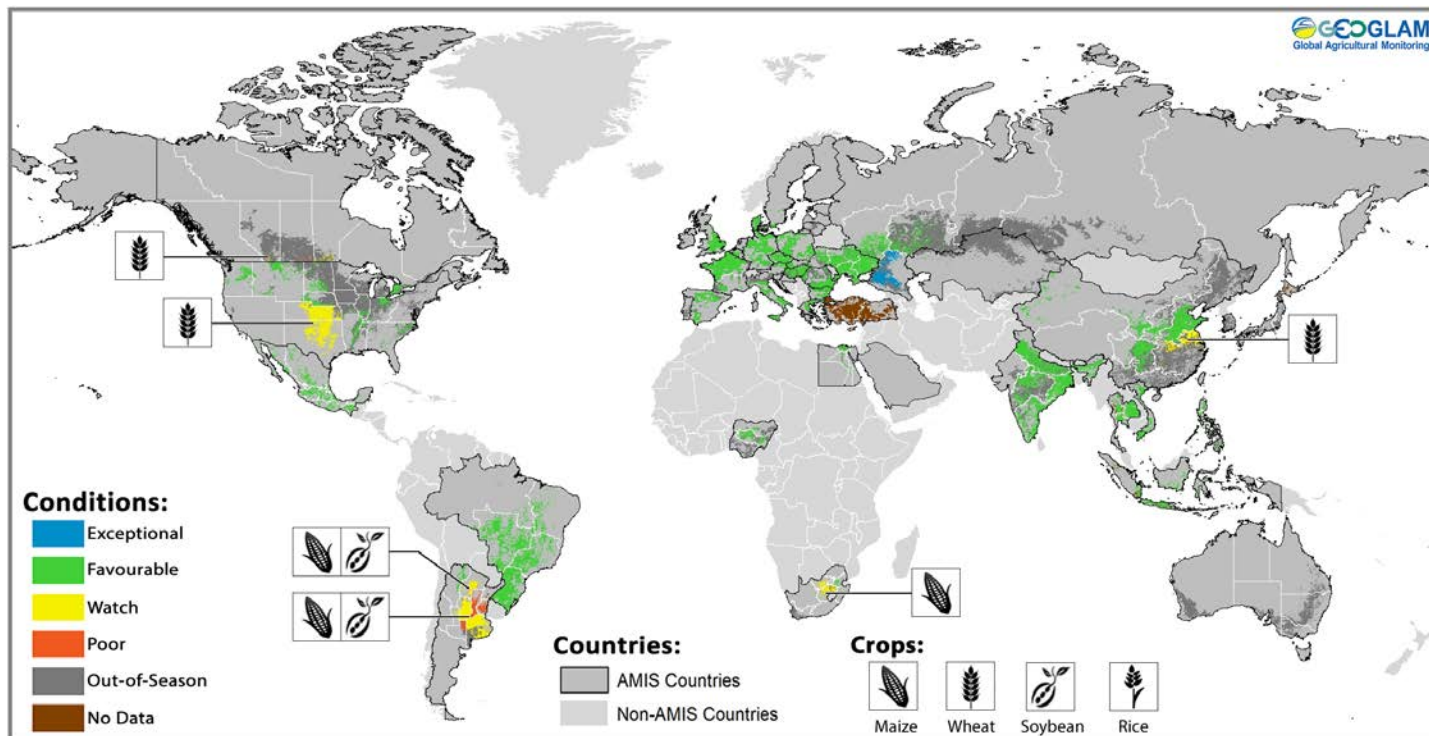 GEOGLAM
Global Agricultural Monitoring
Conditions:
Exceptional
Favourable
Watch
Poor
Out-of-Season
No Data
Countries:
AMIS Countries
Non-AMIS Countries
Crops:
Maize
Wheat
Soybean
Rice